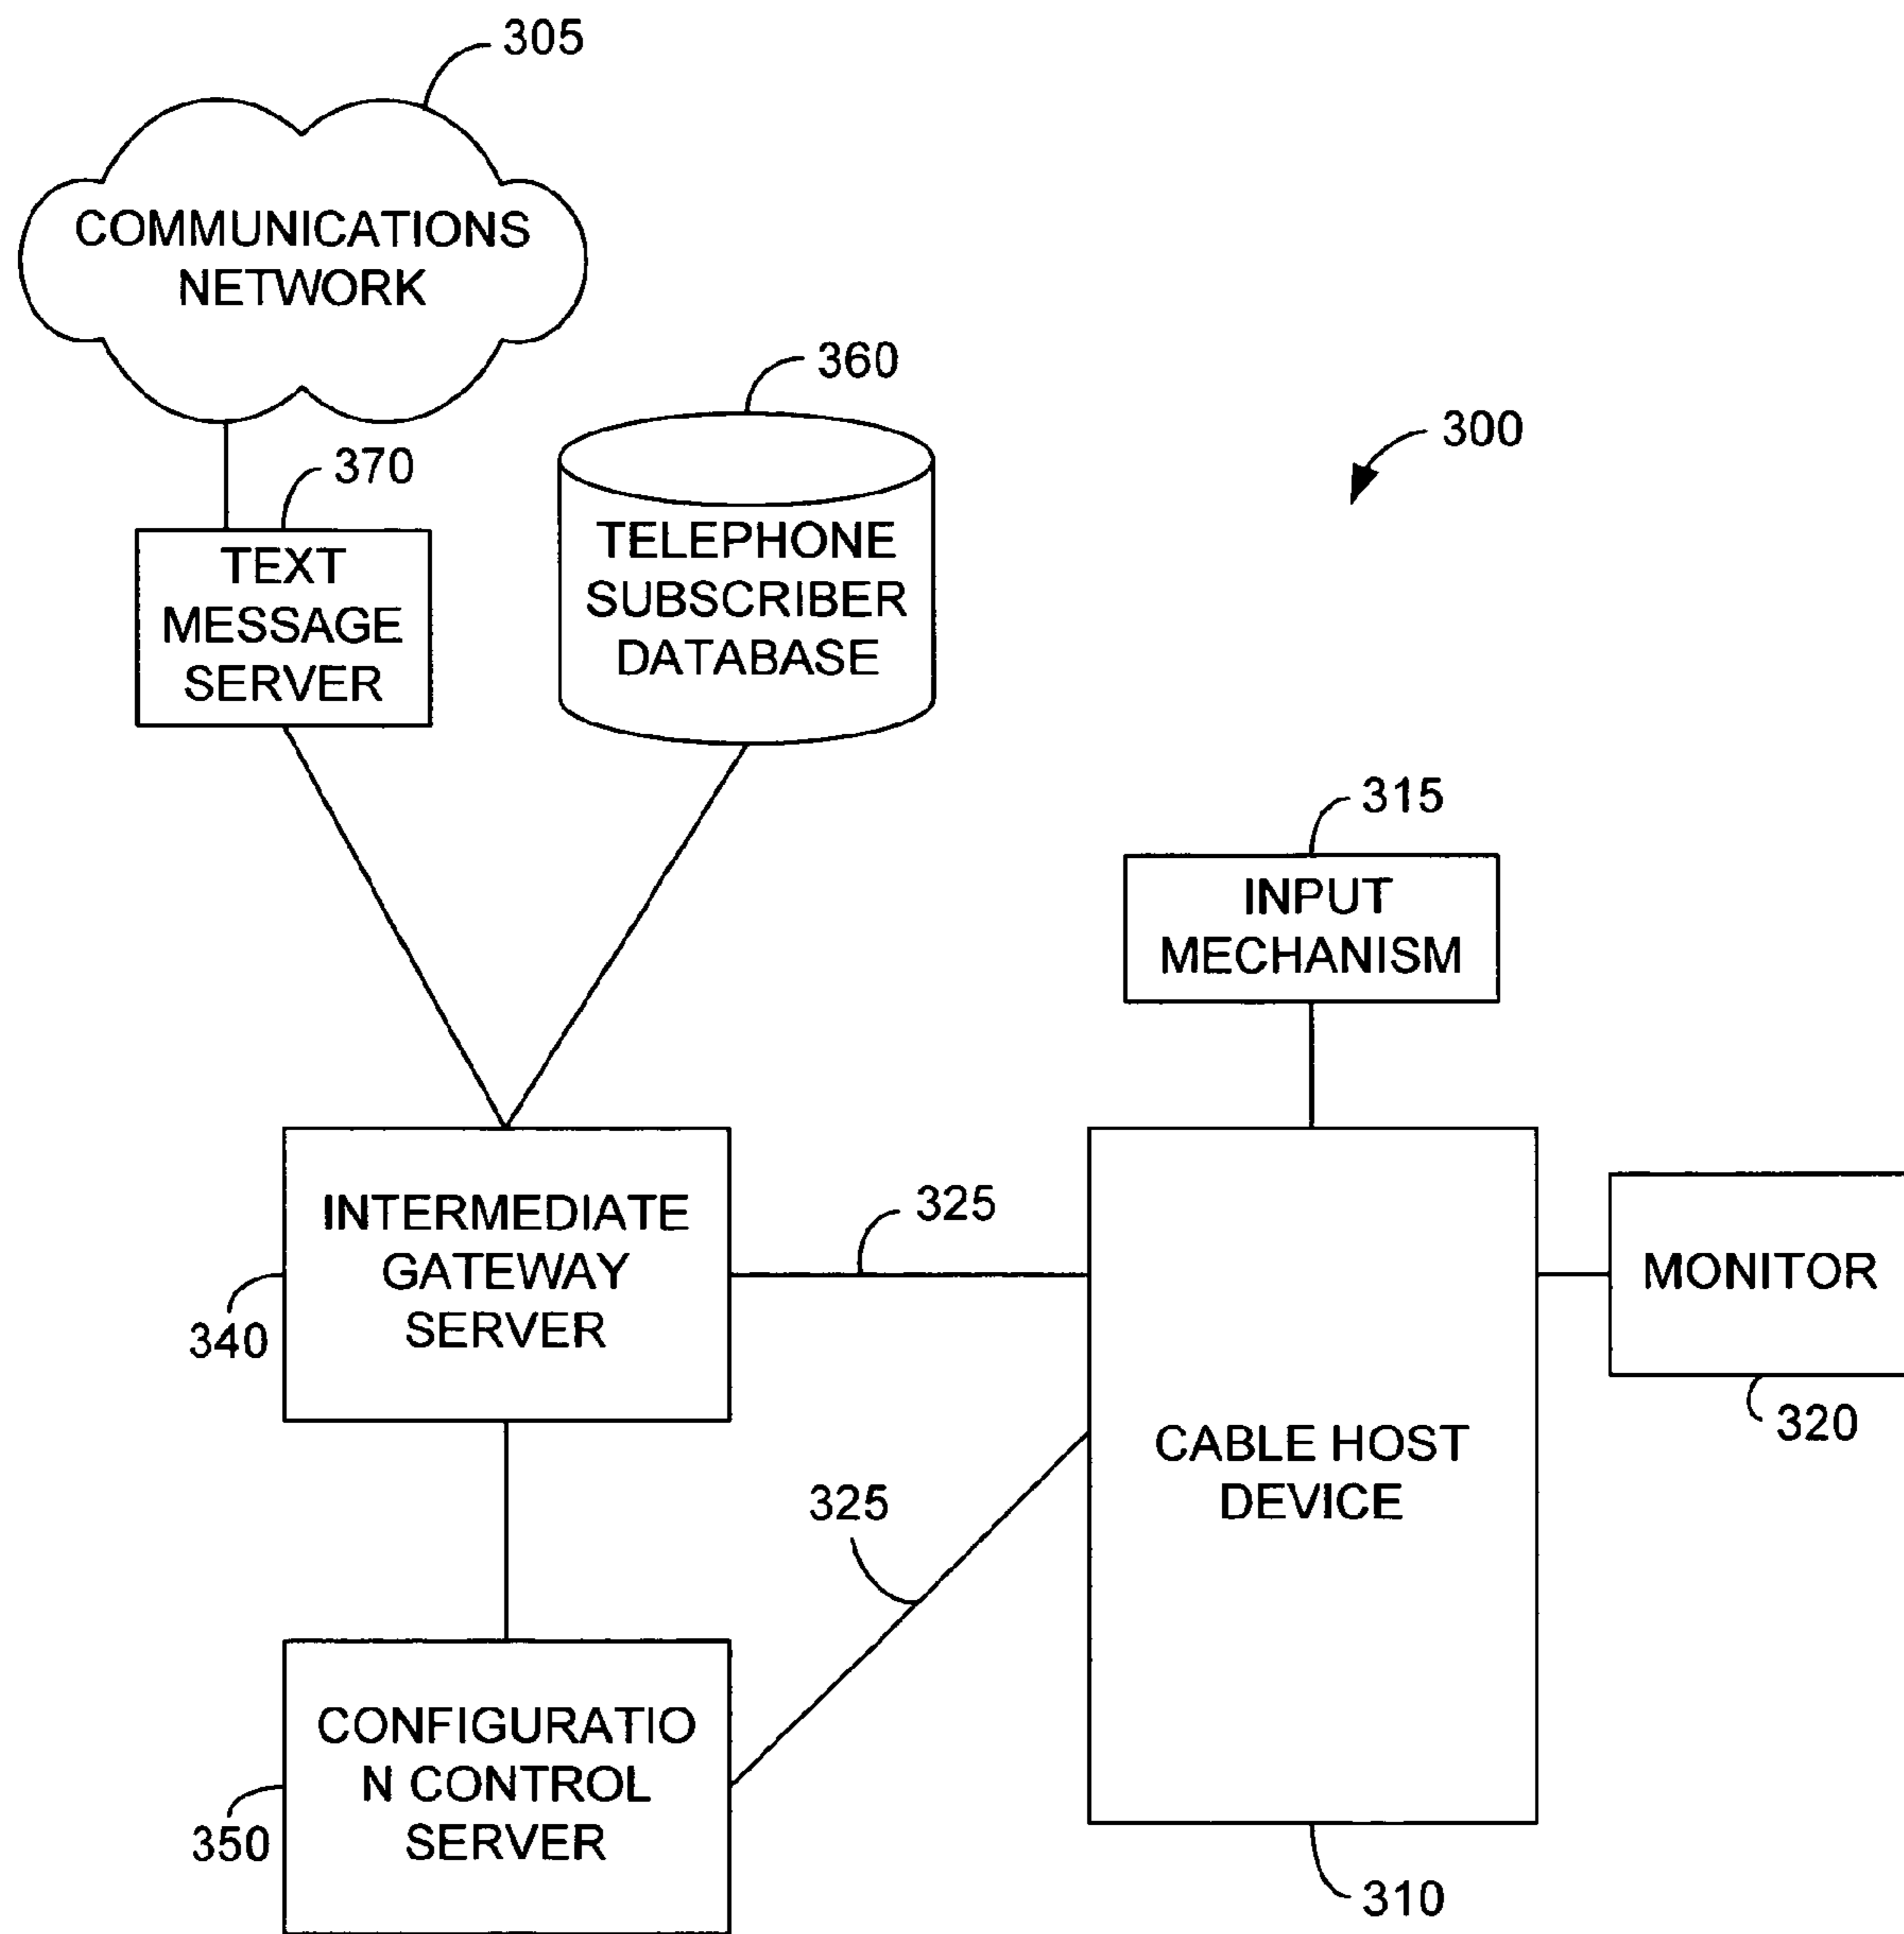 305
COMMUNICATIONS
NETWORK
360
300
370
TEXT
MESSAGE
SERVER
TELEPHONE
SUBSCRIBER
DATABASE
315
INPUT
MECHANISM
INTERMEDIATE
GATEWAY
SERVER
325
340
MONITOR
320
CABLE HOST
DEVICE
325
CONFIGURATIO
N CONTROL
SERVER
350
310